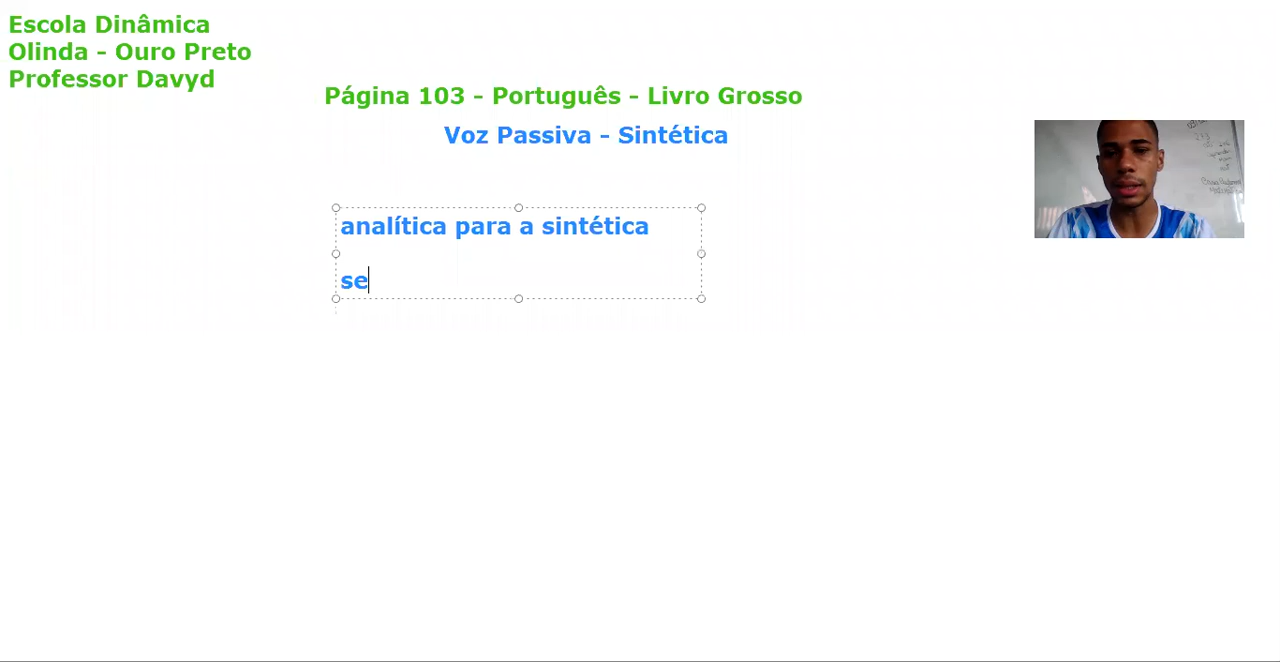 Escola Dinâmica
Olinda - Ouro Preto
Professor Davyd
Página 103 - Português - Livro Grosso
Voz Passiva - Sintética
analítica para a sintética
se